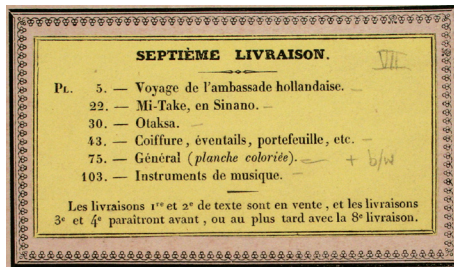 SEPTIÈME LIVRAISON. VII
PL. 5. — Voyage de l'ambassade hollandaise. —
22. — Mi-Take, en Sinano. —
30. — Otaksa. —
43. — Coiffure, éventails, portefeuille, etc. —
75. — Général (planche coloriée). — + b/w
103. — Instruments de musique. —
Les livraisons 1re et 2e de texte sont en vente, et les livraisons
3e et 4e paraîtront avant, ou au plus tard avec la 8e livraison.